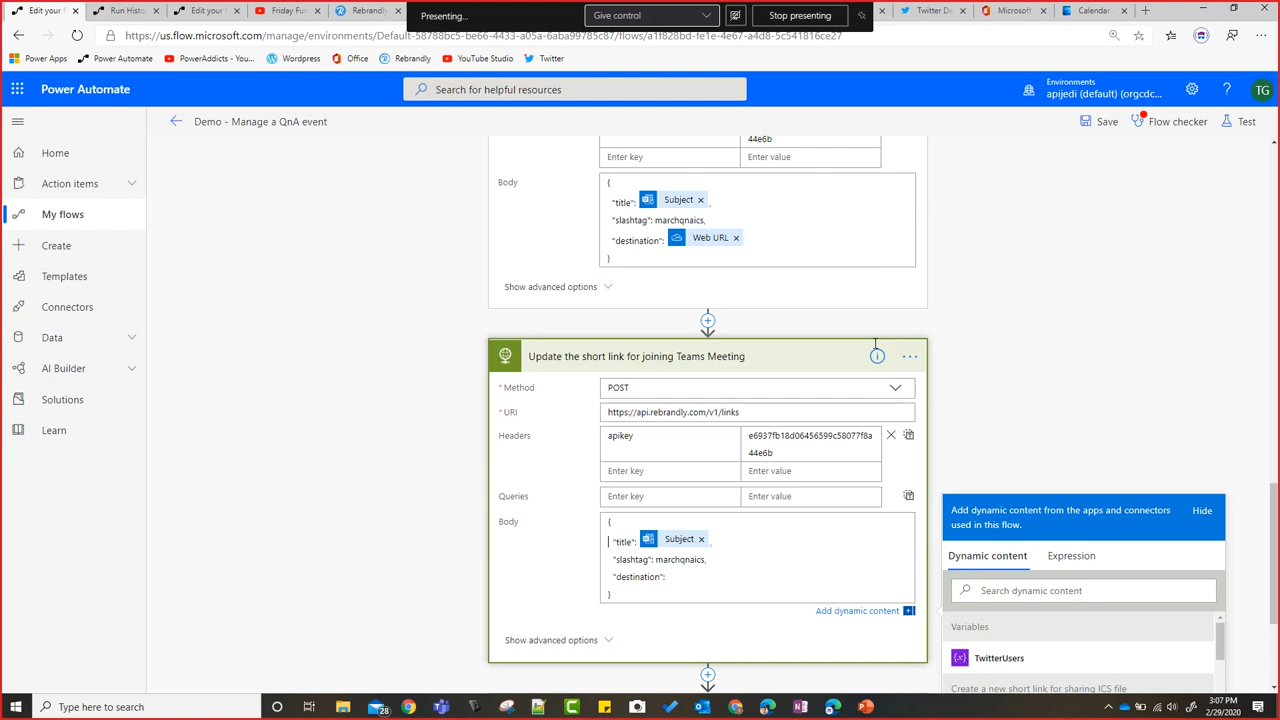 Edit your f
Run Histo
Edit your f
Friday Fun
Rebrandly
Presenting...
Give control
Stop presenting
Twitter De
Microsoft
Calendar
https://us.flow.microsoft.com/manage/environments/Default-58788bc5-6b44-a05a-6aba99785c87/flows/a1f828bd-fe1e-4e67-a4d8-5c541816ce27
Power Apps
Power Automate
PowerAddicts - You...
Wordpress
Office
Rebrandly
YouTube Studio
Twitter
Power Automate
Search for helpful resources
Environments
apijedi (default) (orgcdc...
?
TG
Demo - Manage a QnA event
Save
Flow checker
Test
Home
Action items
My flows
Create
Templates
Connectors
Data
AI Builder
Solutions
Learn
44e6b
Enter key Enter value
Body
{
"title": Subject ,
"slashtag": marchqnaics,
"destination": Web URL
}
Show advanced options
Update the short link for joining Teams Meeting
* Method POST
* URI https://api.rebrandly.com/v1/links
Headers apikey e6937fb18d06456599c58077f8a
44e6b
Enter key Enter value
Queries Enter key Enter value
Body
{
"title": Subject ,
"slashtag": marchqnaics,
"destination":
}
Add dynamic content
Show advanced options
Add dynamic content from the apps and connectors
used in this flow.
Hide
Dynamic content Expression
Search dynamic content
Variables
TwitterUsers
Create a new short link for sharing ICS file
Type here to search
28
3:07 PM
2/29/2020